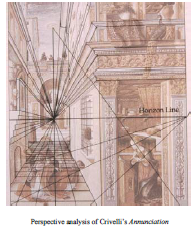 Horizon Line
Perspective analysis of Crivelli's Annunciation